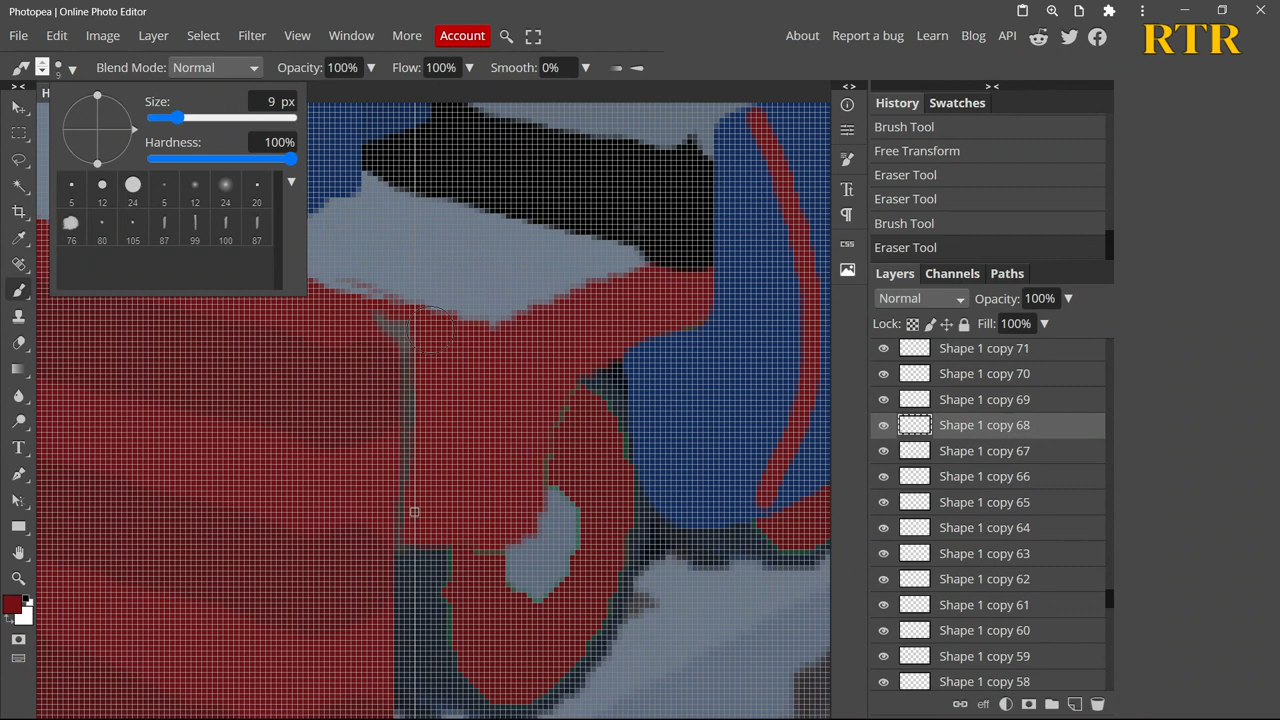 Photopea | Online Photo Editor
File Edit Image Layer Select Filter View Window More Account About Report a bug Learn Blog API
RTR
9 Blend Mode: Normal Opacity: 100% Flow: 100% Smooth: 0%
> < H < > > <
Size: 9 px
Hardness: 100%
5 12 24 5 12 24 20
76 80 105 87 99 100 87
History Swatches
Brush Tool
Free Transform
Eraser Tool
Eraser Tool
Brush Tool
Eraser Tool
CSS
Layers Channels Paths
Normal Opacity: 100%
Lock: Fill: 100%
Shape 1 copy 71
Shape 1 copy 70
Shape 1 copy 69
Shape 1 copy 68
Shape 1 copy 67
Shape 1 copy 66
Shape 1 copy 65
Shape 1 copy 64
Shape 1 copy 63
Shape 1 copy 62
Shape 1 copy 61
Shape 1 copy 60
Shape 1 copy 59
Shape 1 copy 58
eff